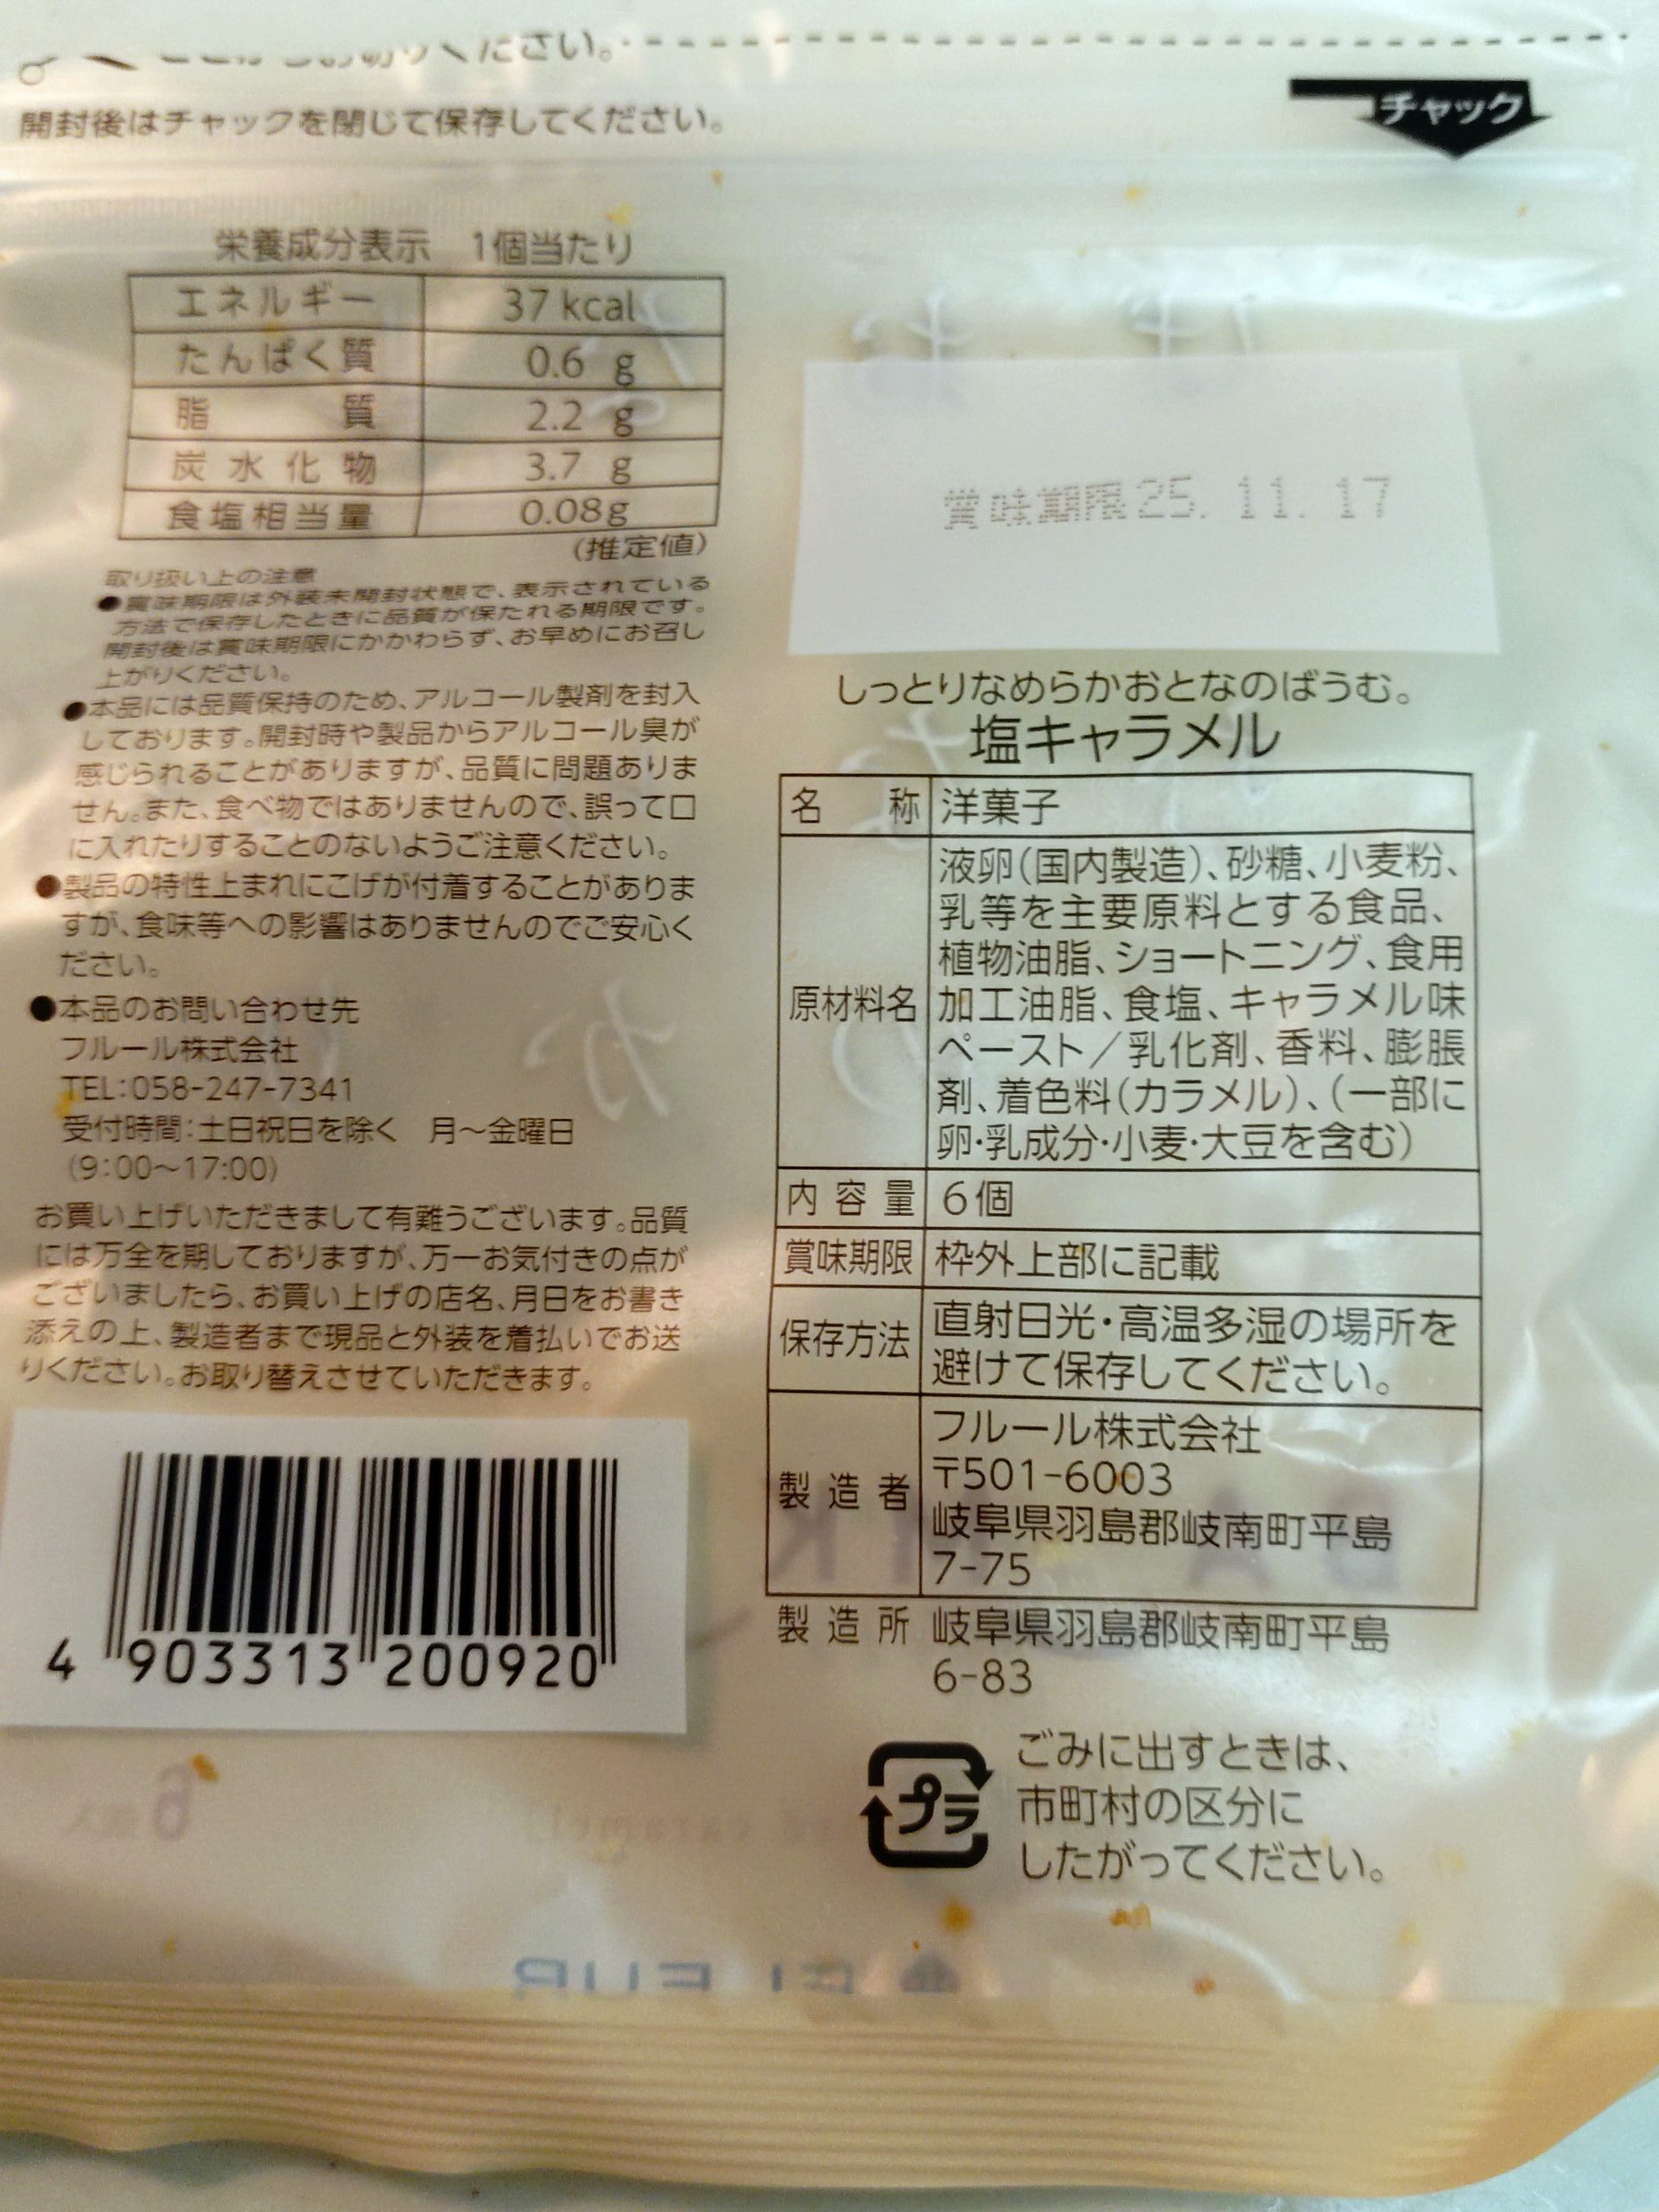 ください。
開封後はチャックを閉じて保存してください。
チャック
栄養成分表示 1個当たり
エネルギー 37 kcal
たんぱく質 0.6 g
脂質 2.2 g
炭水化物 3.7 g
食塩相当量 0.08g
(推定値)
取り扱い上の注意
●賞味期限は外装未開封状態で、表示されている
方法で保存したときに品質が保たれる期限です。
開封後は賞味期限にかかわらず、お早めにお召し
上がりください。
●本品には品質保持のため、アルコール製剤を封入
しております。開封時や製品からアルコール臭が
感じられることがありますが、品質に問題ありま
せん。また、食べ物ではありませんので、誤って口
に入れたりすることのないようご注意ください。
●製品の特性上まれにこげが付着することがありま
すが、食味等への影響はありませんのでご安心く
ださい。
●本品のお問い合わせ先
フルール株式会社
TEL:058-247-7341
受付時間:土日祝日を除く 月～金曜日
(9:00～17:00)
お買い上げいただきまして有難うございます。品質
には万全を期しておりますが、万一お気付きの点が
ございましたら、お買い上げの店名、月日をお書き
添えの上、製造者まで現品と外装を着払いでお送
りください。お取り替えさせていただきます。
4 903313 200920
賞味期限25. 11. 17
しっとりなめらかおとなのばうむ。
塩キャラメル
名称 洋菓子
原材料名 液卵(国内製造)、砂糖、小麦粉、
乳等を主要原料とする食品、
植物油脂、ショートニング、食用
加工油脂、食塩、キャラメル味
ペースト/乳化剤、香料、膨脹
剤、着色料(カラメル)、(一部に
卵・乳成分・小麦・大豆を含む)
内容量 6個
賞味期限 枠外上部に記載
保存方法 直射日光・高温多湿の場所を
避けて保存してください。
製造者 フルール株式会社
〒501-6003
岐阜県羽島郡岐南町平島
7-75
製造所 岐阜県羽島郡岐南町平島
6-83
プラ
ごみに出すときは、
市町村の区分に
したがってください。